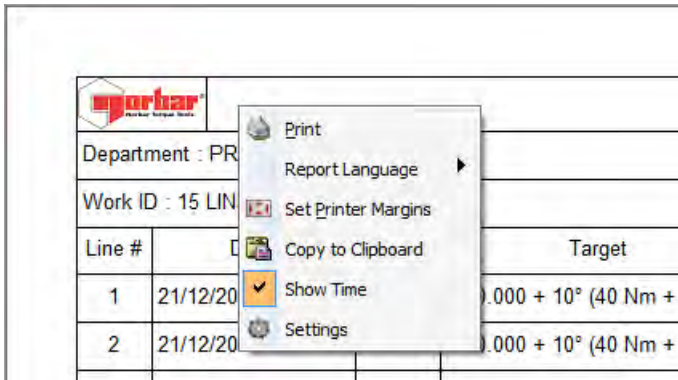 norbar®
Norbar Torque Tools
Print
Department : PR
Report Language
Work ID : 15 LIN
Set Printer Margins
Line #
D
Copy to Clipboard
Target
1
21/12/20
Show Time
0.000 + 10° (40 Nm +
2
21/12/20
Settings
.000 + 10° (40 Nm +